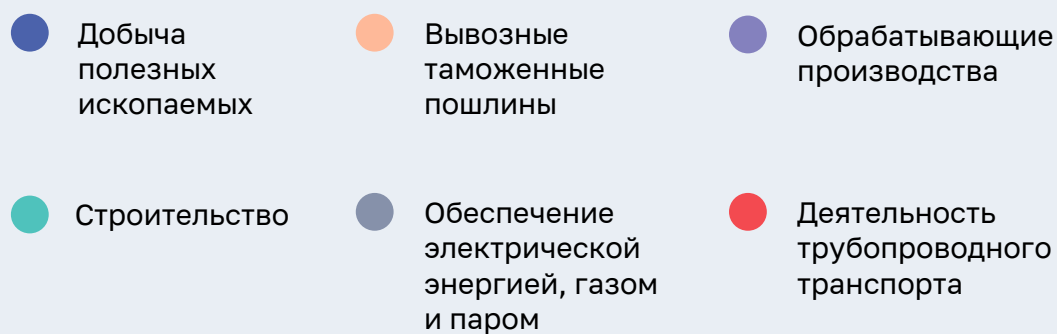 Добыча
полезных
ископаемых
Вывозные
таможенные
пошлины
Обрабатывающие
производства
Строительство
Обеспечение
электрической
энергией, газом
и паром
Деятельность
трубопроводного
транспорта